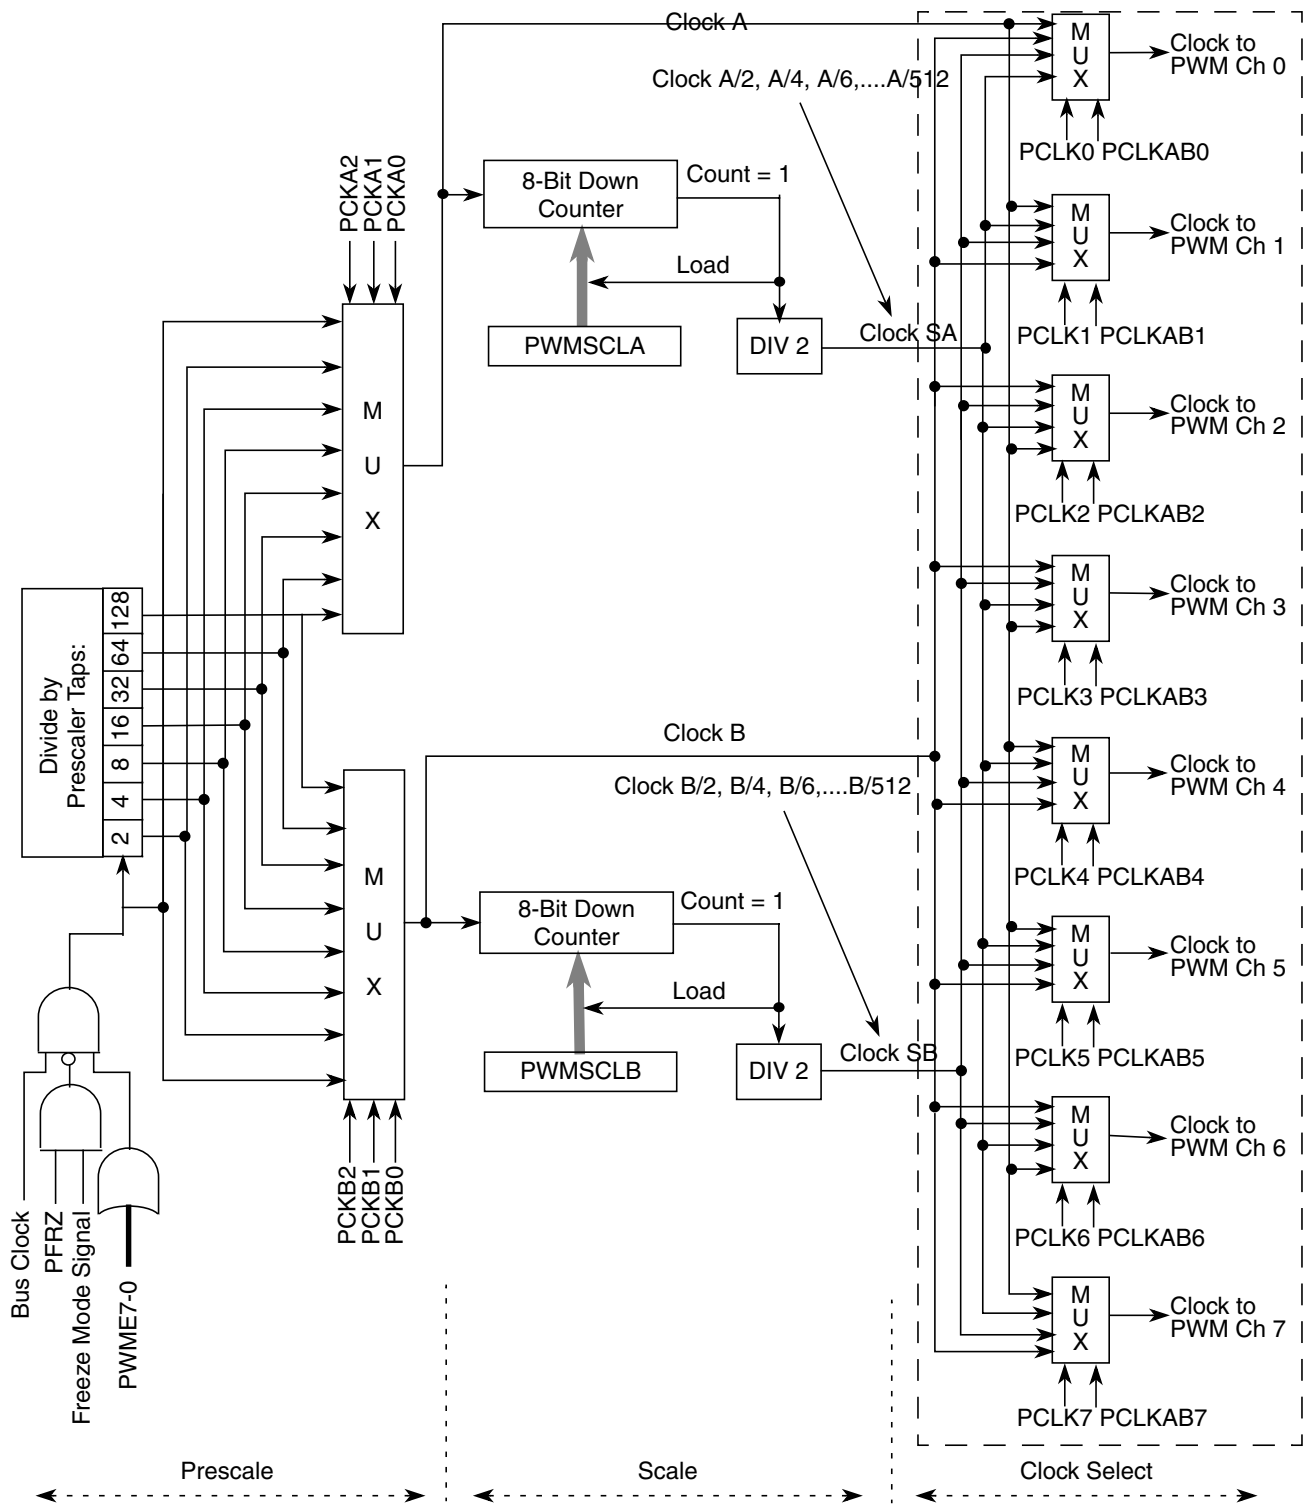 Clock A
Clock A/2, A/4, A/6,....A/512
PCKA2
PCKA1
PCKA0
8-Bit Down
Counter
Count = 1
Load
PWMSCLA
DIV 2
Clock SA
M
U
X
Divide by
Prescaler Taps:
128
64
32
16
8
4
2
Clock B
Clock B/2, B/4, B/6,....B/512
M
U
X
8-Bit Down
Counter
Count = 1
Load
PWMSCLB
DIV 2
Clock SB
PCKB2
PCKB1
PCKB0
Bus Clock
PFRZ
Freeze Mode Signal
PWME7-0
M
U
X
Clock to
PWM Ch 0
PCLK0 PCLKAB0
M
U
X
Clock to
PWM Ch 1
PCLK1 PCLKAB1
M
U
X
Clock to
PWM Ch 2
PCLK2 PCLKAB2
M
U
X
Clock to
PWM Ch 3
PCLK3 PCLKAB3
M
U
X
Clock to
PWM Ch 4
PCLK4 PCLKAB4
M
U
X
Clock to
PWM Ch 5
PCLK5 PCLKAB5
M
U
X
Clock to
PWM Ch 6
PCLK6 PCLKAB6
M
U
X
Clock to
PWM Ch 7
PCLK7 PCLKAB7
Prescale
Scale
Clock Select